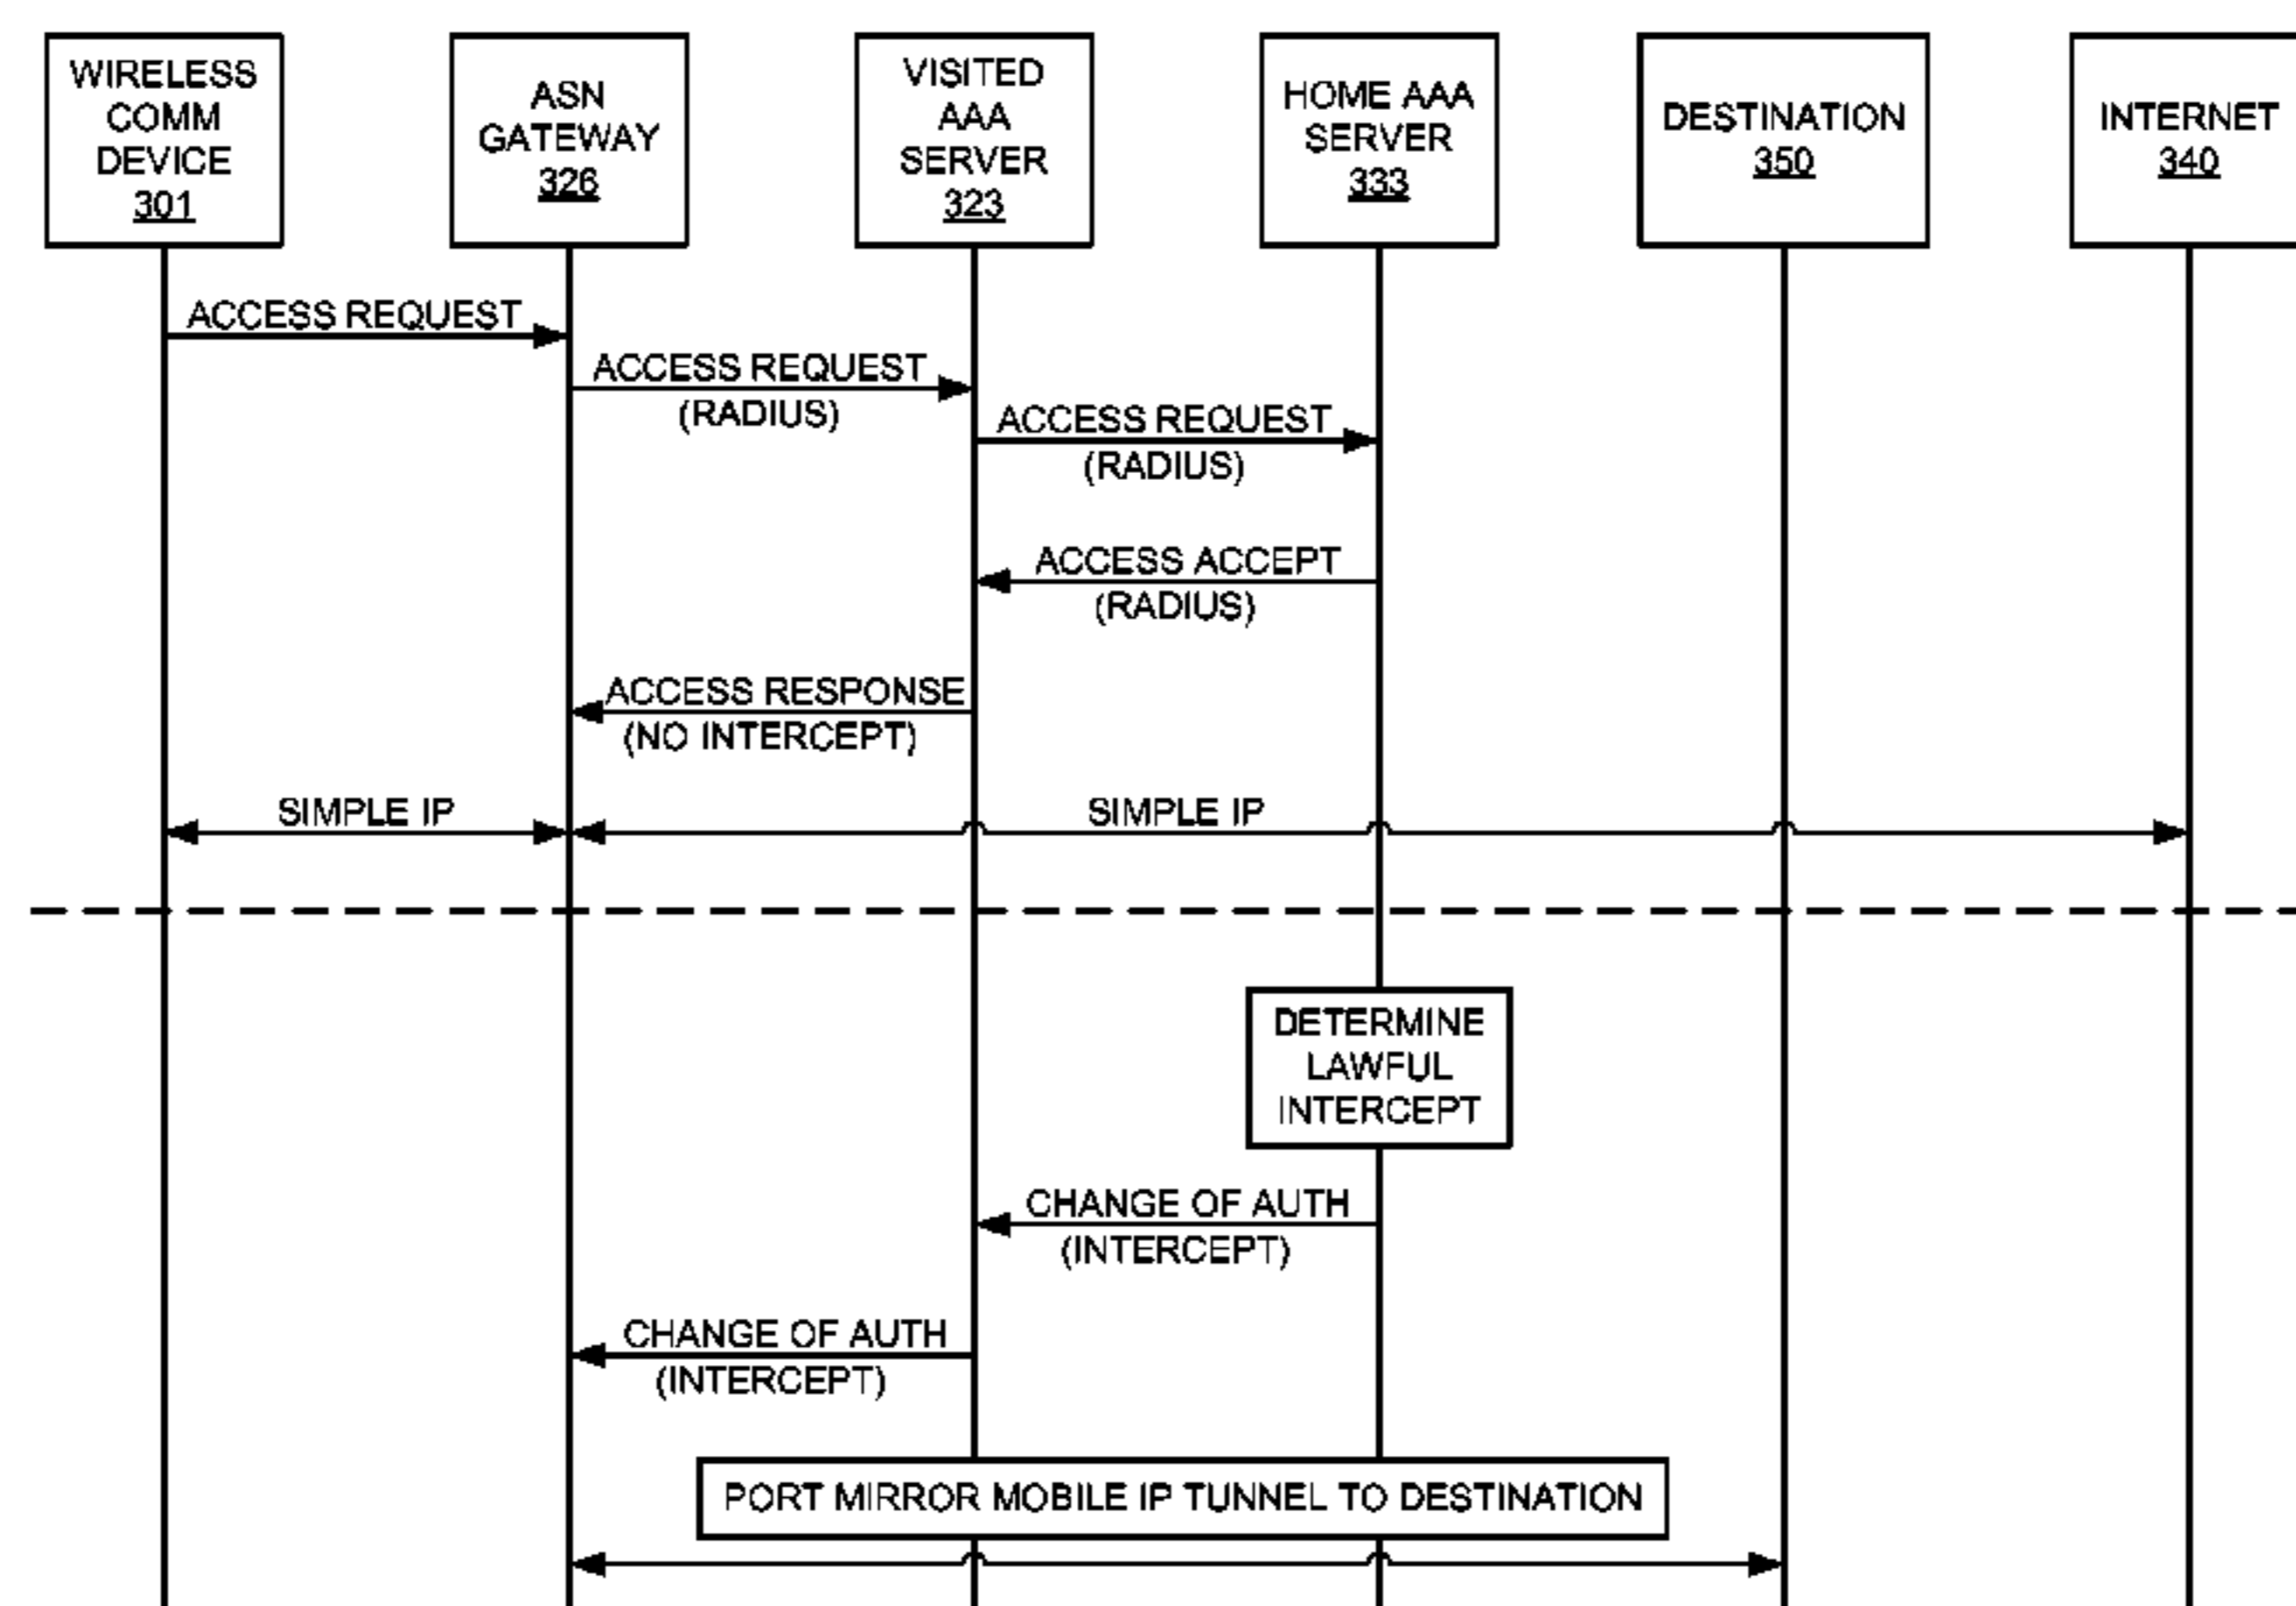 WIRELESS
COMM
DEVICE
301
ASN
GATEWAY
326
VISITED
AAA
SERVER
323
HOME AAA
SERVER
333
DESTINATION
350
INTERNET
340
ACCESS REQUEST
ACCESS REQUEST
(RADIUS)
ACCESS REQUEST
(RADIUS)
ACCESS ACCEPT
(RADIUS)
ACCESS RESPONSE
(NO INTERCEPT)
SIMPLE IP
SIMPLE IP
DETERMINE
LAWFUL
INTERCEPT
CHANGE OF AUTH
(INTERCEPT)
CHANGE OF AUTH
(INTERCEPT)
PORT MIRROR MOBILE IP TUNNEL TO DESTINATION